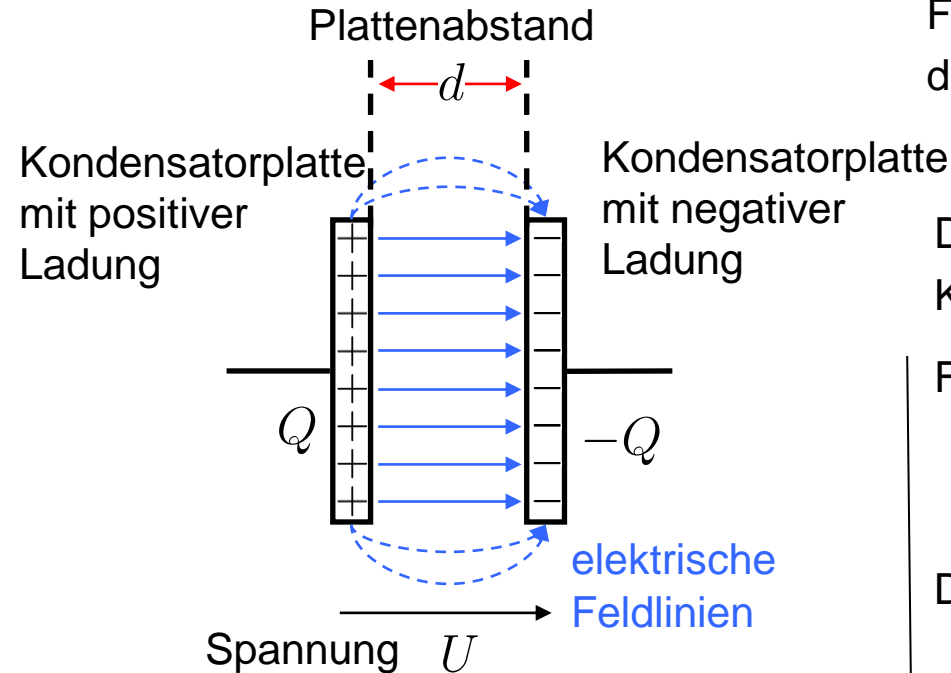 Plattenabstand
d
Kondensatorplatte
mit positiver
Ladung
Kondensatorplatte
mit negativer
Ladung
Q
−Q
elektrische
Feldlinien
Spannung U
F
d
D
K
F
D